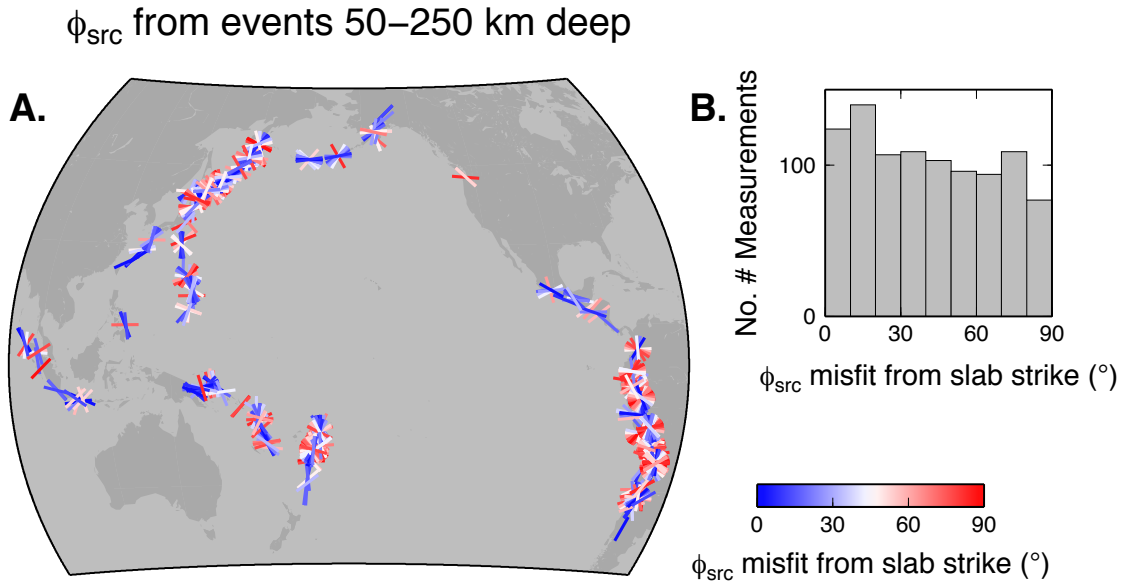 ϕsrc from events 50–250 km deep
A.
B.
No. # Measurements
100
0
0 30 60 90
ϕsrc misfit from slab strike (°)
0 30 60 90
ϕsrc misfit from slab strike (°)